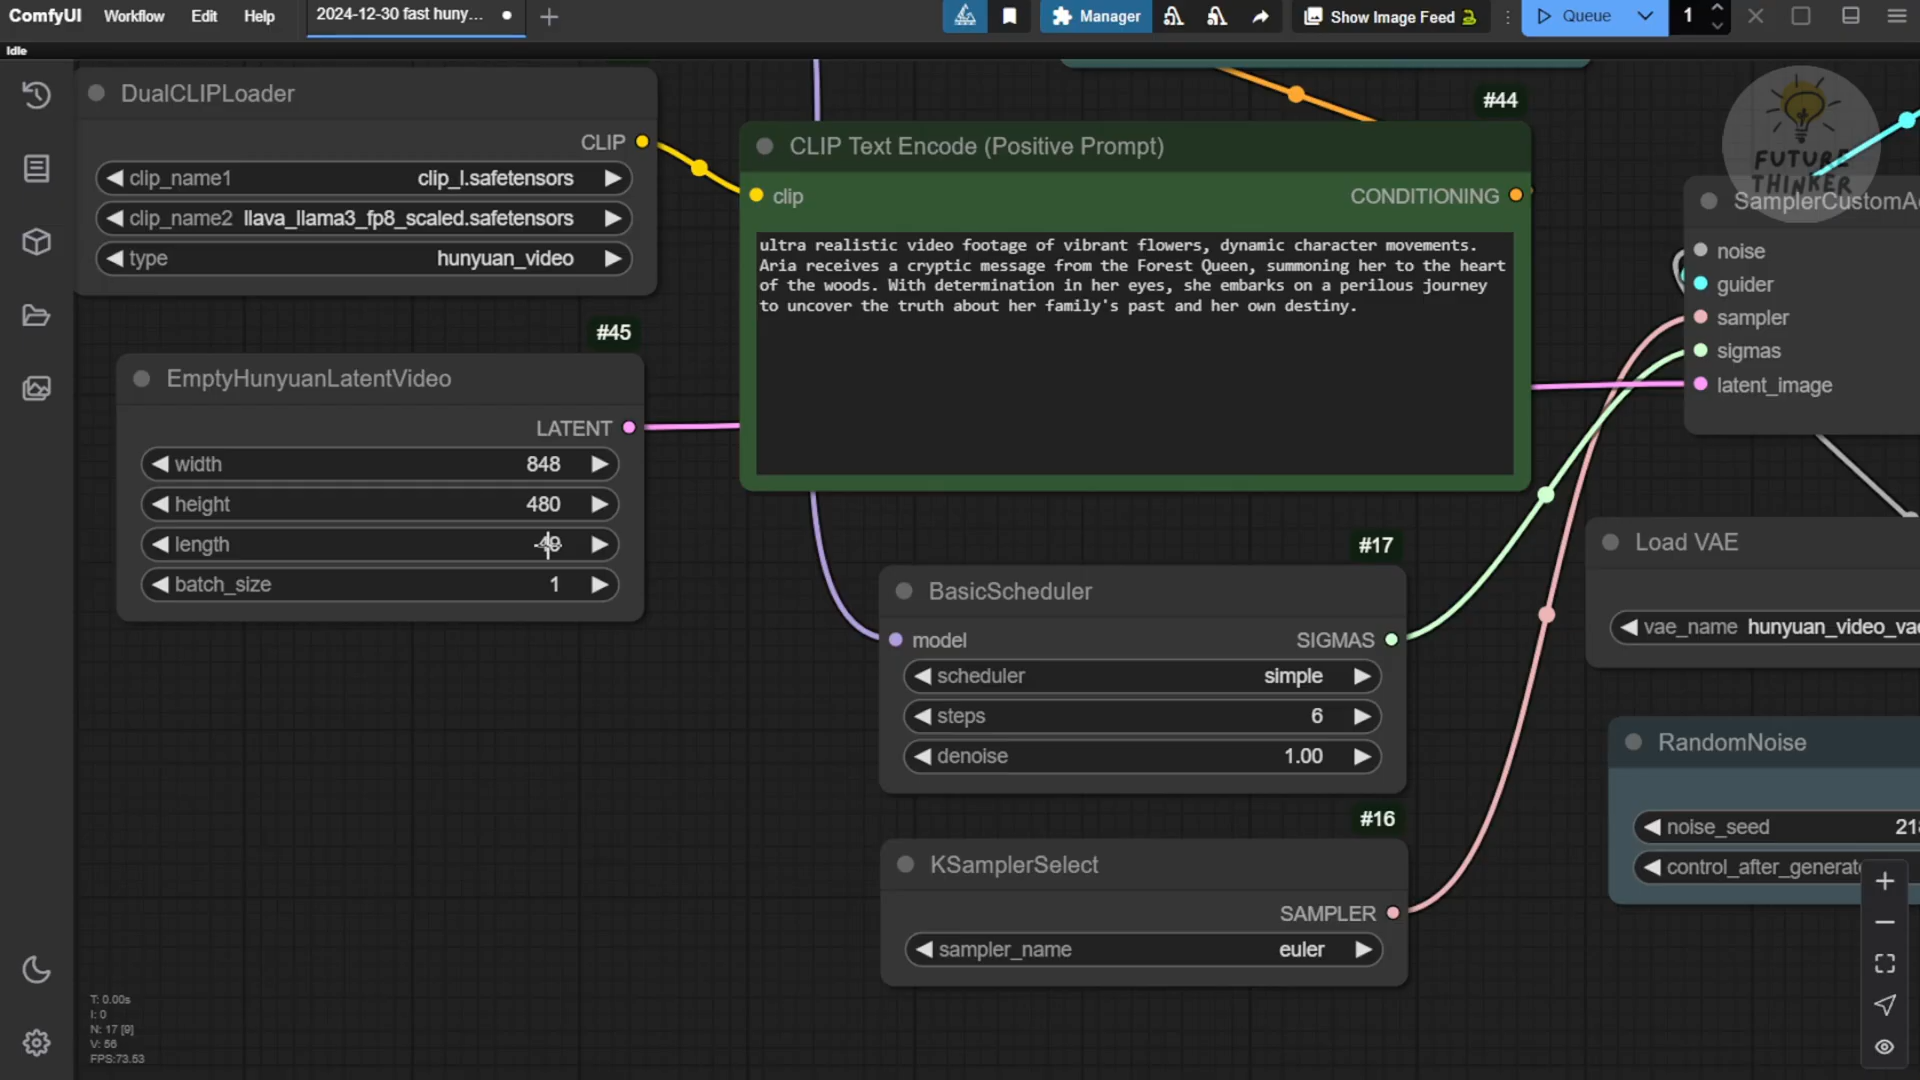 ComfyUI Workflow Edit Help 2024-12-30 fast huny... Manager Show Image Feed Queue 1
Idle
DualCLIPLoader
CLIP
clip_name1 clip_l.safetensors
clip_name2 llava_llama3_fp8_scaled.safetensors
type hunyuan_video
#45
EmptyHunyuanLatentVideo
LATENT
width 848
height 480
length
batch_size 1
#44
CLIP Text Encode (Positive Prompt)
clip CONDITIONING
ultra realistic video footage of vibrant flowers, dynamic character movements.
Aria receives a cryptic message from the Forest Queen, summoning her to the heart
of the woods. With determination in her eyes, she embarks on a perilous journey
to uncover the truth about her family's past and her own destiny.
#17
BasicScheduler
model SIGMAS
scheduler simple
steps 6
denoise 1.00
#16
KSamplerSelect
SAMPLER
sampler_name euler
FUTURE
THINKER
SamplerCustomA
noise
guider
sampler
sigmas
latent_image
Load VAE
vae_name hunyuan_video_va
RandomNoise
noise_seed 218
control_after_generat
T: 0.00s
I: 0
N: 17 [9]
V: 56
FPS:73.53